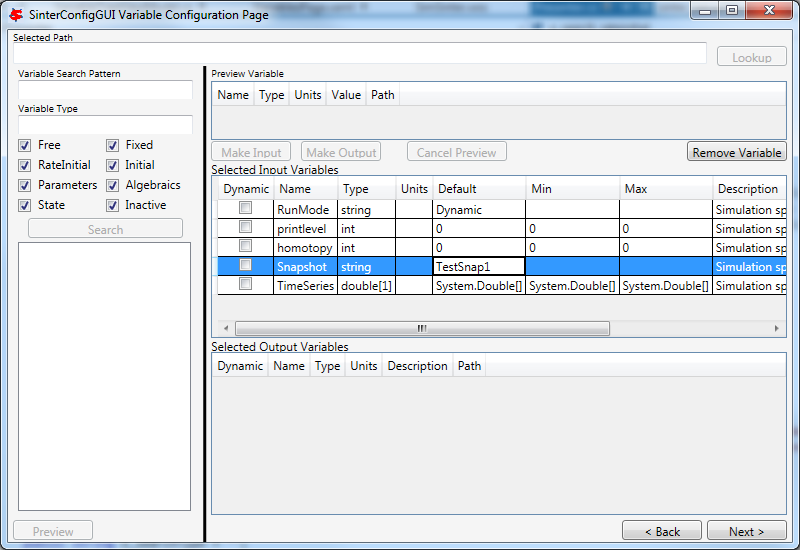 SinterConfigGUI Variable Configuration Page
Selected Path
Lookup
Variable Search Pattern
Variable Type
Free Fixed
RateInitial Initial
Parameters Algebraics
State Inactive
Search
Preview
Preview Variable
Name Type Units Value Path
Make Input Make Output Cancel Preview Remove Variable
Selected Input Variables
Dynamic Name Type Units Default Min Max Description
RunMode string Dynamic Simulation sp
printlevel int 0 0 0 Simulation sp
homotopy int 0 0 0 Simulation sp
Snapshot string TestSnap1 Simulation sp
TimeSeries double[1] System.Double[] System.Double[] System.Double[] Simulation sp
Selected Output Variables
Dynamic Name Type Units Description Path
< Back Next >